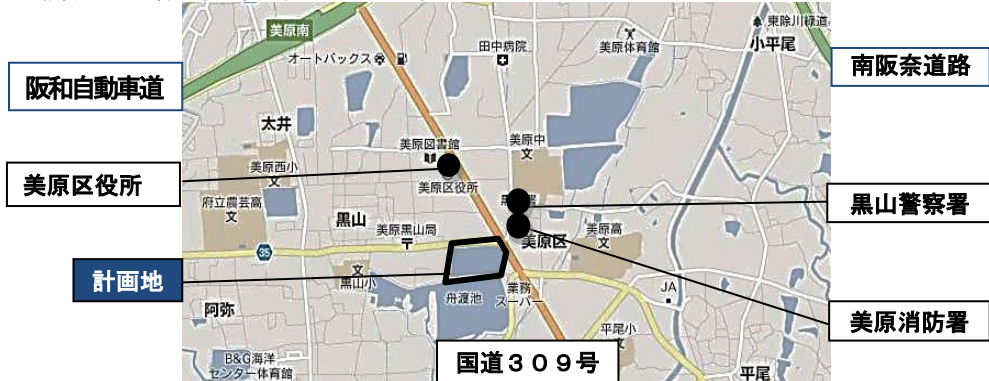 美原南
オートバックス
田中病院
美原体育館
東除川緑道
小平尾
阪和自動車道
南阪奈道路
太井
美原図書館
美原中
文
美原西小
文
美原区役所
美原区役所
府立農芸高
文
黒山
黒山警察署
美原黒山局
美原区
美原高
文
35
計画地
文
黒山小
舟渡池
業務
スーパー
JA
阿弥
平尾小
文
美原消防署
B&G海洋
センター体育館
国道309号
平尾